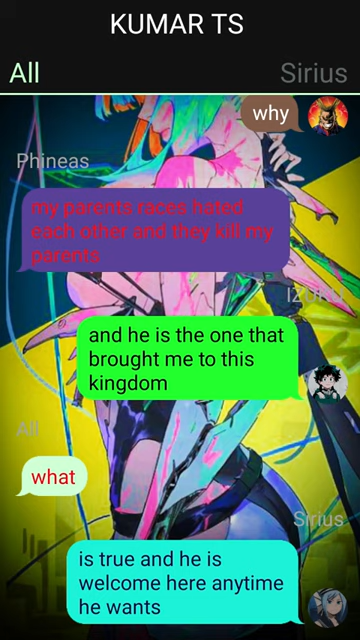 KUMAR TS
All Sirius
why
Phineas
my parents races hated
each other and they kill my
parents
IZUKU
and he is the one that
brought me to this
kingdom
All
what
Sirius
is true and he is
welcome here anytime
he wants